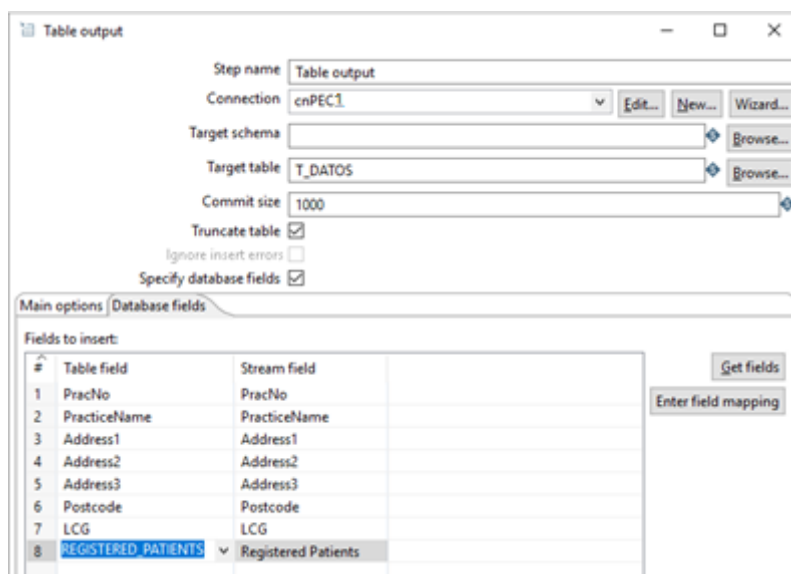 Table output
Step name Table output
Connection cnPEC1 Edit... New... Wizard...
Target schema Browse...
Target table T_DATOS Browse...
Commit size 1000
Truncate table
Ignore insert errors
Specify database fields
Main options Database fields
Fields to insert:
# Table field Stream field Get fields
1 PracNo PracNo
Enter field mapping
2 PracticeName PracticeName
3 Address1 Address1
4 Address2 Address2
5 Address3 Address3
6 Postcode Postcode
7 LCG LCG
8 REGISTERED_PATIENTS Registered Patients